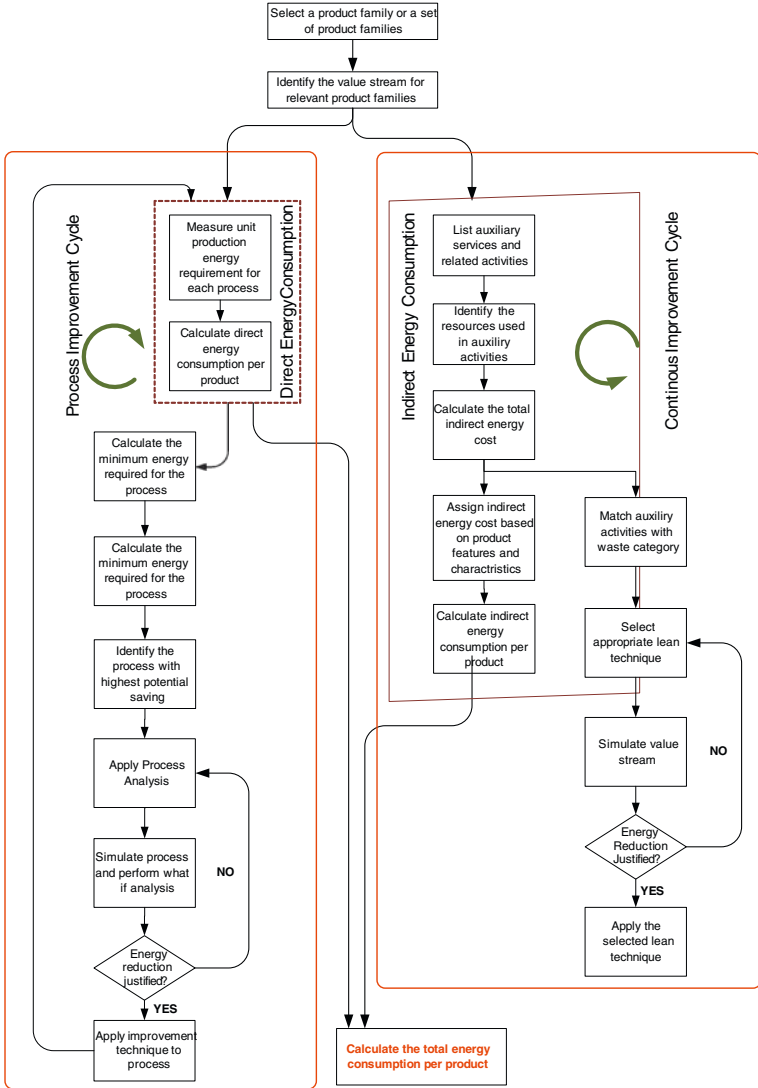 Select a product family or a set
of product families
Identify the value stream for
relevant product families
Process Improvement Cycle
Direct EnergyConsumption
Measure unit
production
energy
requirement for
each process
Calculate direct
energy
consumption per
product
Calculate the
minimum energy
required for the
process
Calculate the
minimum energy
required for the
process
Identify the
process with
highest potential
saving
Apply Process
Analysis
Simulate process
and perform what
if analysis
NO
Energy
reduction
justified?
YES
Apply improvement
technique to
process
Indirect Energy Consumption
Continous Improvement Cycle
List auxiliary
services and
related activities
Identify the
resources used
in auxiliry
activities
Calculate the total
indirect energy
cost
Assign indirect
energy cost based
on product
features and
charactristics
Calculate indirect
energy
consumption per
product
Match auxiliry
activities with
waste category
Select
appropriate lean
technique
Simulate value
stream
NO
Energy
Reduction
Justified?
YES
Apply the
selected lean
technique
Calculate the total energy
consumption per product